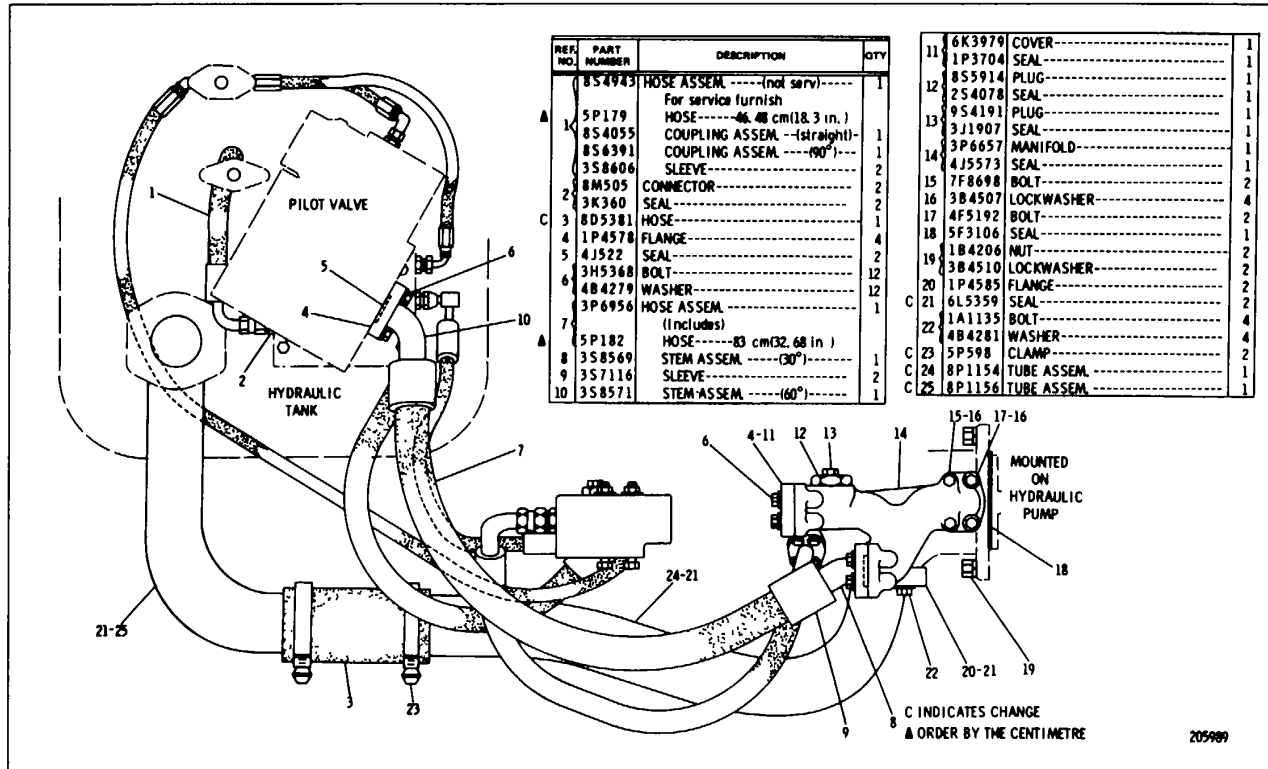 REF. NO. PART NUMBER DESCRIPTION QTY
8S4943 HOSE ASSEM. -----(not serv)----- 1
For service furnish
▲ 1 5P179 HOSE------46.48 cm(18.3 in.)
8S4055 COUPLING ASSEM. ---(straight)- 1
8S6391 COUPLING ASSEM. ----(90°)--- 1
3S8606 SLEEVE 2
2 8M505 CONNECTOR 2
3K360 SEAL 2
C 3 8D5381 HOSE 1
4 1P4578 FLANGE 4
5 4J522 SEAL 2
6 3H5368 BOLT 12
4B4279 WASHER 12
7 3P6956 HOSE ASSEM. 1
(Includes)
▲ 5P182 HOSE-----83 cm(32.68 in )
8 3S8569 STEM ASSEM. -----(30°)------ 1
9 3S7116 SLEEVE 2
10 3S8571 STEM ASSEM. -----(60°)------ 1
11 6K3979 COVER 1
1P3704 SEAL 1
12 8S5914 PLUG 1
2S4078 SEAL 1
13 9S4191 PLUG 1
3J1907 SEAL 1
14 3P6657 MANIFOLD 1
4J5573 SEAL 1
15 7F8698 BOLT 2
16 3B4507 LOCKWASHER 4
17 4F5192 BOLT 2
18 5F3106 SEAL 1
19 1B4206 NUT 2
3B4510 LOCKWASHER 2
20 1P4585 FLANGE 2
C 21 6L5359 SEAL 2
22 1A1135 BOLT 4
4B4281 WASHER 4
C 23 5P598 CLAMP 2
C 24 8P1154 TUBE ASSEM. 1
C 25 8P1156 TUBE ASSEM. 1
1
PILOT VALVE
5
6
4
10
2
HYDRAULIC
TANK
7
24-21
21-25
3
23
6
4-11
12
13
14
15-16
17-16
MOUNTED
ON
HYDRAULIC
PUMP
18
19
20-21
22
8
9
C INDICATES CHANGE
▲ ORDER BY THE CENTIMETRE
205989